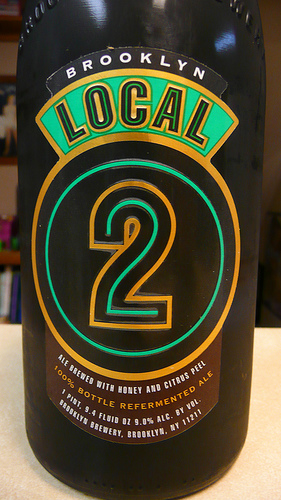 BROOKLYN
LOCAL
2
ALE BREWED WITH HONEY AND CITRUS PEEL
100% BOTTLE REFERMENTED ALE
1 PINT, 9.4 FLUID OZ 9.0% ALC. BY VOL.
BROOKLYN BREWERY, BROOKLYN, NY 11211